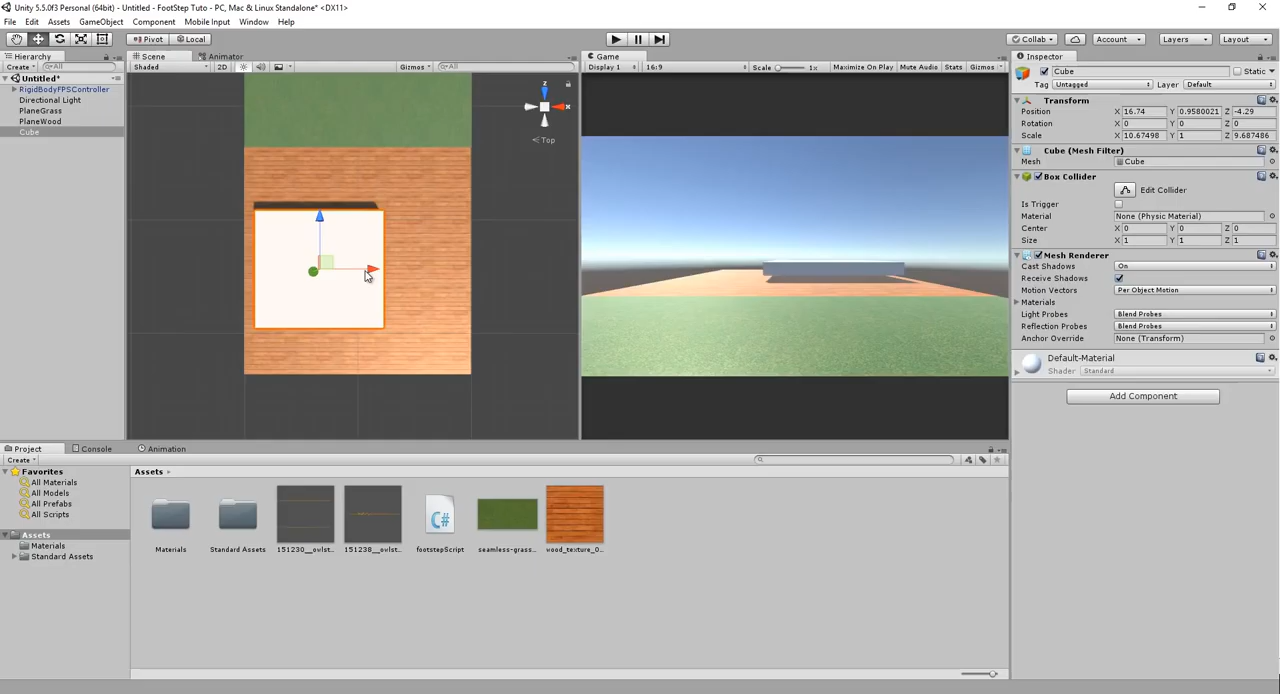 Unity 5.5.0f3 Personal (64bit) - Untitled - FootStep Tuto - PC, Mac & Linux Standalone* <DX11>
File Edit Assets GameObject Component Mobile Input Window Help
Pivot Local Collab Account Layers Layout
Hierarchy
Create All
Untitled*
RigidBodyFPSController
Directional Light
PlaneGrass
PlaneWood
Cube
Scene Animator
Shaded 2D Gizmos All
z
x
Top
Game
Display 1 16:9 Scale 1x Maximize On Play Mute Audio Stats Gizmos
Inspector
Cube Static
Tag Untagged Layer Default
Transform
Position X 16.74 Y 0.9580021 Z -4.29
Rotation X 0 Y 0 Z 0
Scale X 10.67498 Y 1 Z 9.687486
Cube (Mesh Filter)
Mesh Cube
Box Collider
Edit Collider
Is Trigger
Material None (Physic Material)
Center X 0 Y 0 Z 0
Size X 1 Y 1 Z 1
Mesh Renderer
Cast Shadows On
Receive Shadows
Motion Vectors Per Object Motion
Materials
Light Probes Blend Probes
Reflection Probes Blend Probes
Anchor Override None (Transform)
Default-Material
Shader Standard
Add Component
Project Console Animation
Create
Favorites
All Materials
All Models
All Prefabs
All Scripts
Assets
Materials
Standard Assets
Assets
Materials Standard Assets 151230__owlst... 151238__owlst... footstepScript seamless-grass... wood_texture_0...
C#